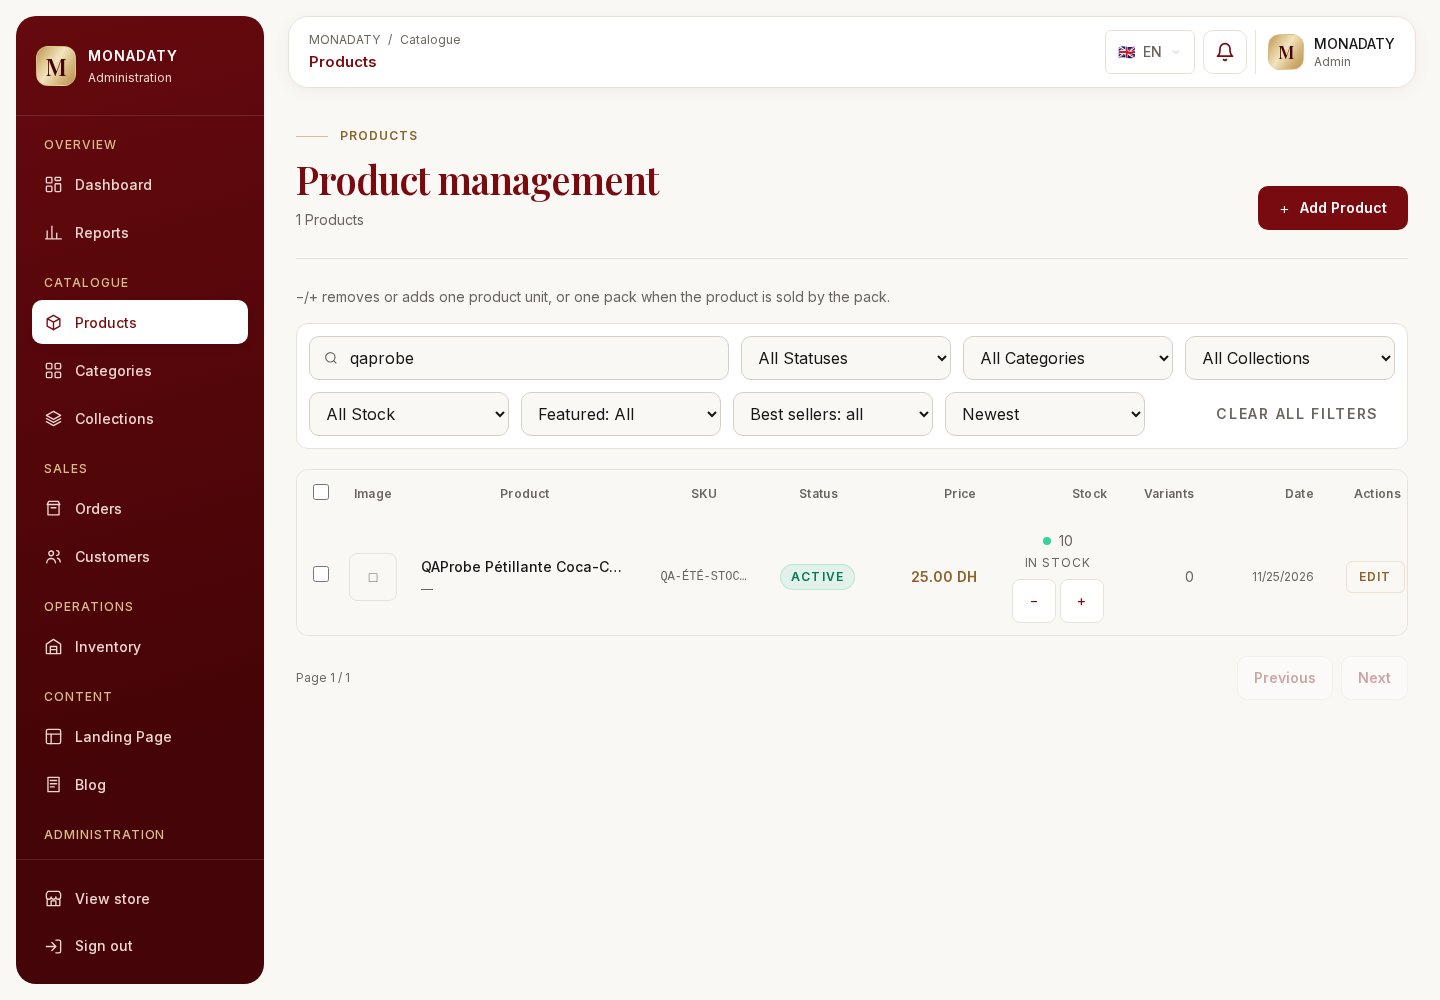 M
MONADATY
Administration
OVERVIEW
Dashboard
Reports
CATALOGUE
Products
Categories
Collections
SALES
Orders
Customers
OPERATIONS
Inventory
CONTENT
Landing Page
Blog
ADMINISTRATION
View store
Sign out
MONADATY / Catalogue
Products
EN
M
MONADATY
Admin
PRODUCTS
Product management
1 Products
+ Add Product
−/+ removes or adds one product unit, or one pack when the product is sold by the pack.
qaprobe
All Statuses
All Categories
All Collections
All Stock
Featured: All
Best sellers: all
Newest
CLEAR ALL FILTERS
Image Product SKU Status Price Stock Variants Date Actions
QAProbe Pétillante Coca-C…
—
QA-ÉTÉ-STOC…
ACTIVE
25.00 DH
10
IN STOCK
− +
0
11/25/2026
EDIT
Page 1 / 1
Previous
Next